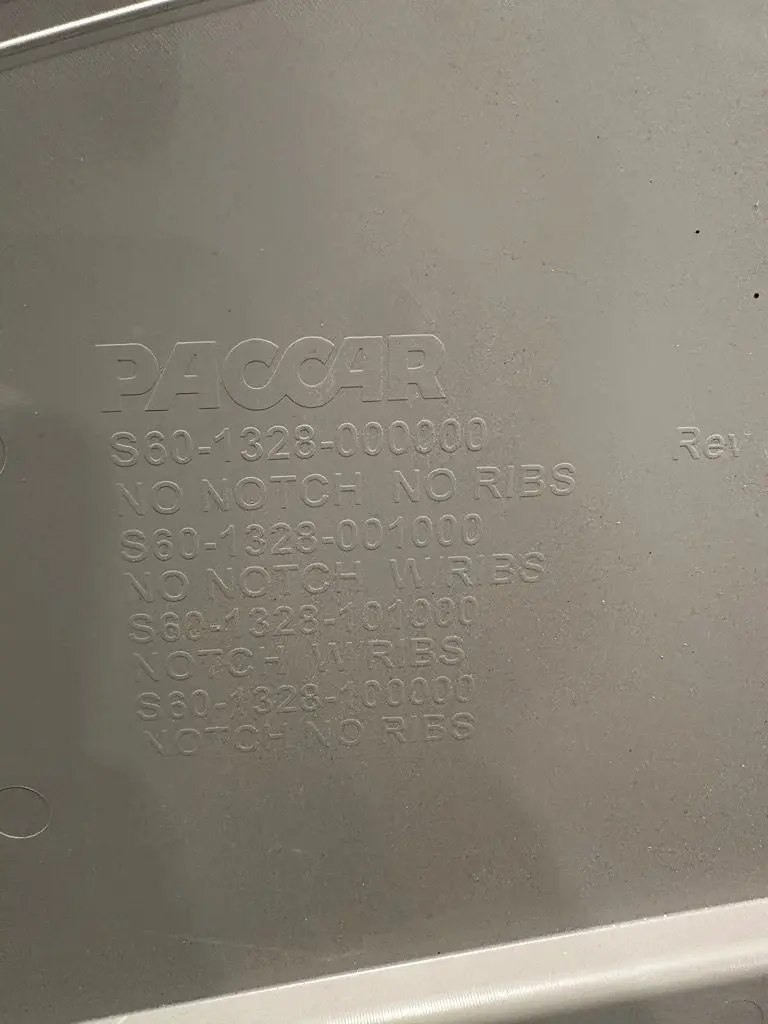 PACCAR
S60-1328-000000
Rev
NO NOTCH NO RIBS
S60-1328-001000
NO NOTCH W/RIBS
S60-1328-101000
NOTCH W/RIBS
S60-1328-100000
NOTCH NO RIBS